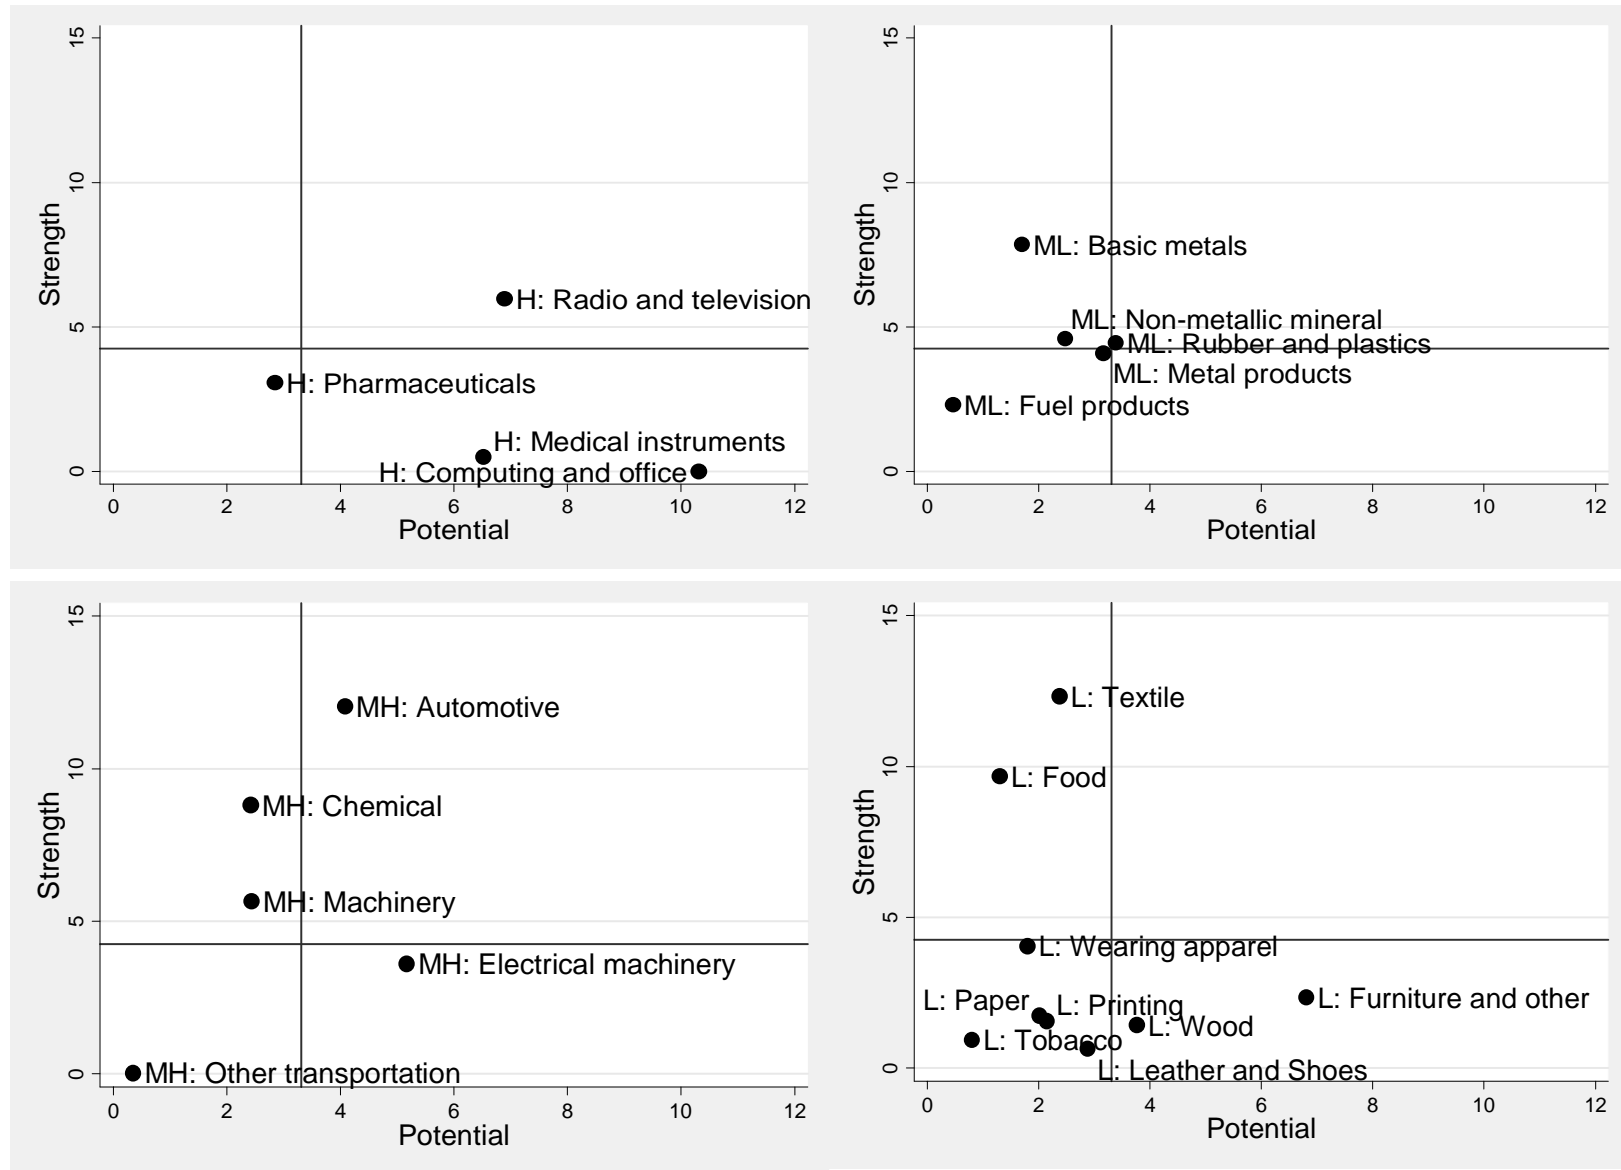 15
10
Strength
H: Radio and television
5
H: Pharmaceuticals
H: Medical instruments
H: Computing and office
0
0 2 4 6 8 10 12
Potential
15
10
Strength
ML: Basic metals
ML: Non-metallic mineral
5
ML: Rubber and plastics
ML: Metal products
ML: Fuel products
0
0 2 4 6 8 10 12
Potential
15
MH: Automotive
10
MH: Chemical
Strength
MH: Machinery
5
MH: Electrical machinery
0
MH: Other transportation
0 2 4 6 8 10 12
Potential
15
L: Textile
10
L: Food
Strength
5
L: Wearing apparel
L: Paper
L: Printing
L: Furniture and other
L: Wood
L: Tobacco
0
L: Leather and Shoes
0 2 4 6 8 10 12
Potential